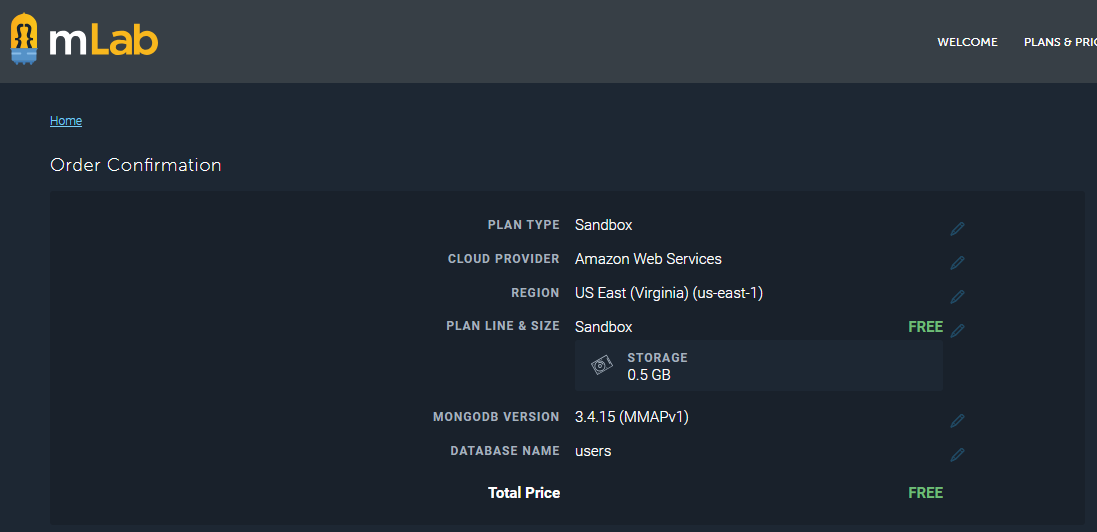 mLab
WELCOME PLANS & PRI
Home
Order Confirmation
PLAN TYPE Sandbox
CLOUD PROVIDER Amazon Web Services
REGION US East (Virginia) (us-east-1)
PLAN LINE & SIZE Sandbox FREE
STORAGE
0.5 GB
MONGODB VERSION 3.4.15 (MMAPv1)
DATABASE NAME users
Total Price FREE